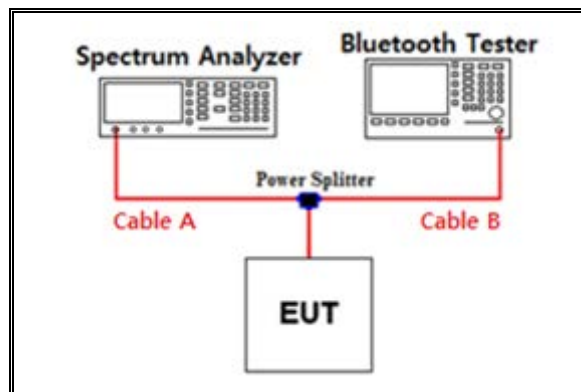 Spectrum Analyzer
Bluetooth Tester
Power Splitter
Cable A
Cable B
EUT